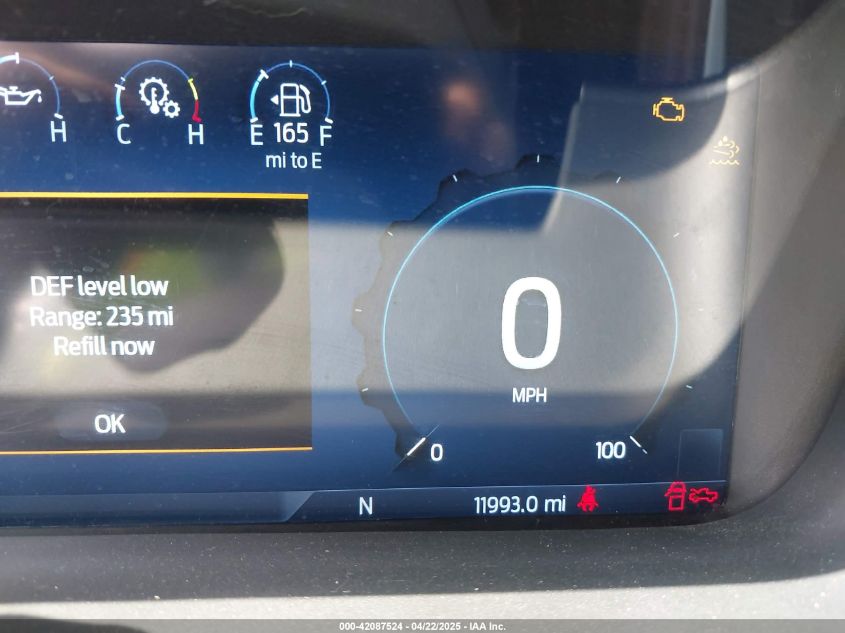 H
C H
E 165 F
mi to E
DEF level low
Range: 235 mi
Refill now
OK
0
MPH
0 100
N 11993.0 mi
000-42087524 - 04/22/2025 - IAA Inc.